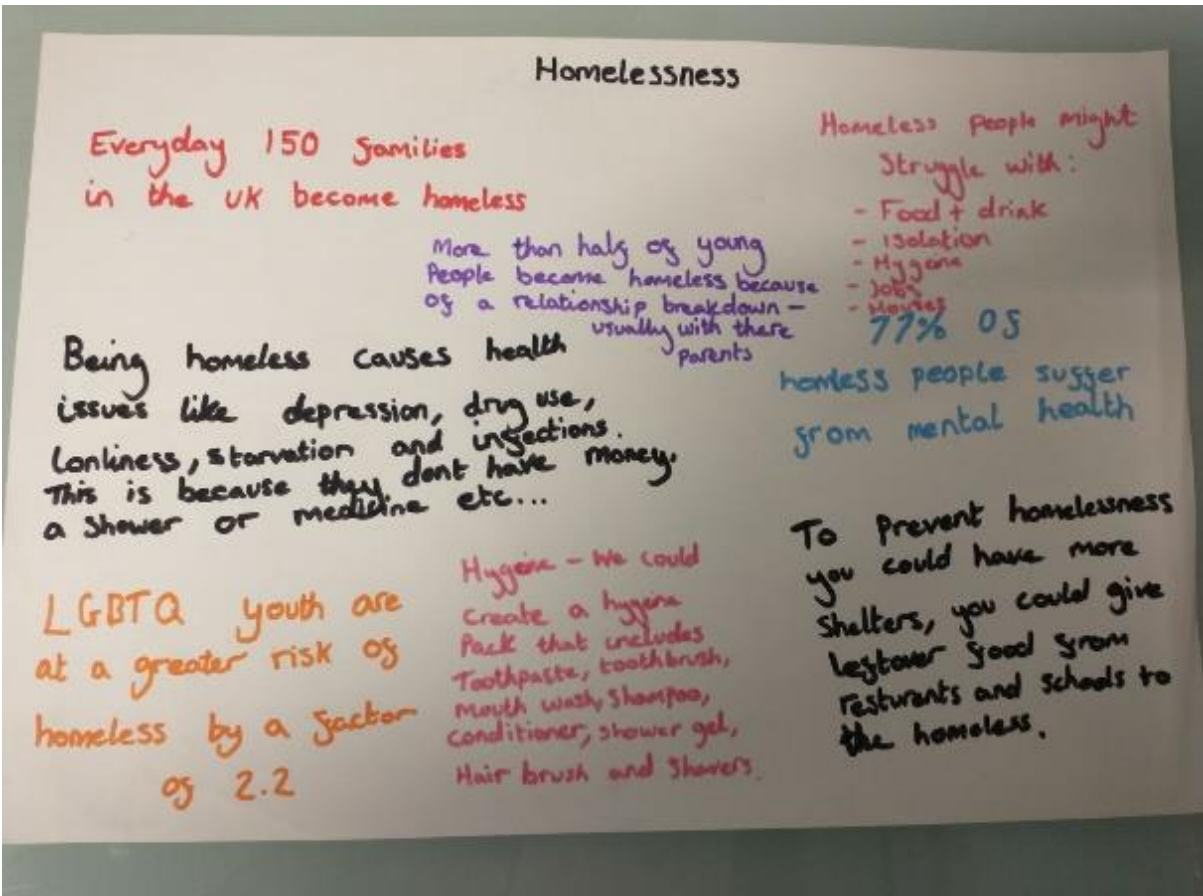 Homelessness
Everyday 150 families
in the UK become homeless
Homeless people might
Struggle with:
- Food + drink
- Isolation
- Hygene
- Jobs
- Movies
More than half of young
People become homeless because
of a relationship breakdown -
usually with there
parents
77% of
homless people suffer
from mental health
Being homeless causes health
issues like depression, drug use,
lonliness, starvation and infections.
This is because they dont have money,
a shower or medicine etc...
LGBTQ youth are
at a greater risk of
homeless by a factor
of 2.2
Hygene - We could
create a hygene
Pack that includes
Toothpaste, toothbrush,
mouth wash, shampoo,
conditioner, shower gel,
Hair brush and Shavers.
To Prevent homelessness
you could have more
Shelters, you could give
leftover food from
resturants and schools to
the homeless.